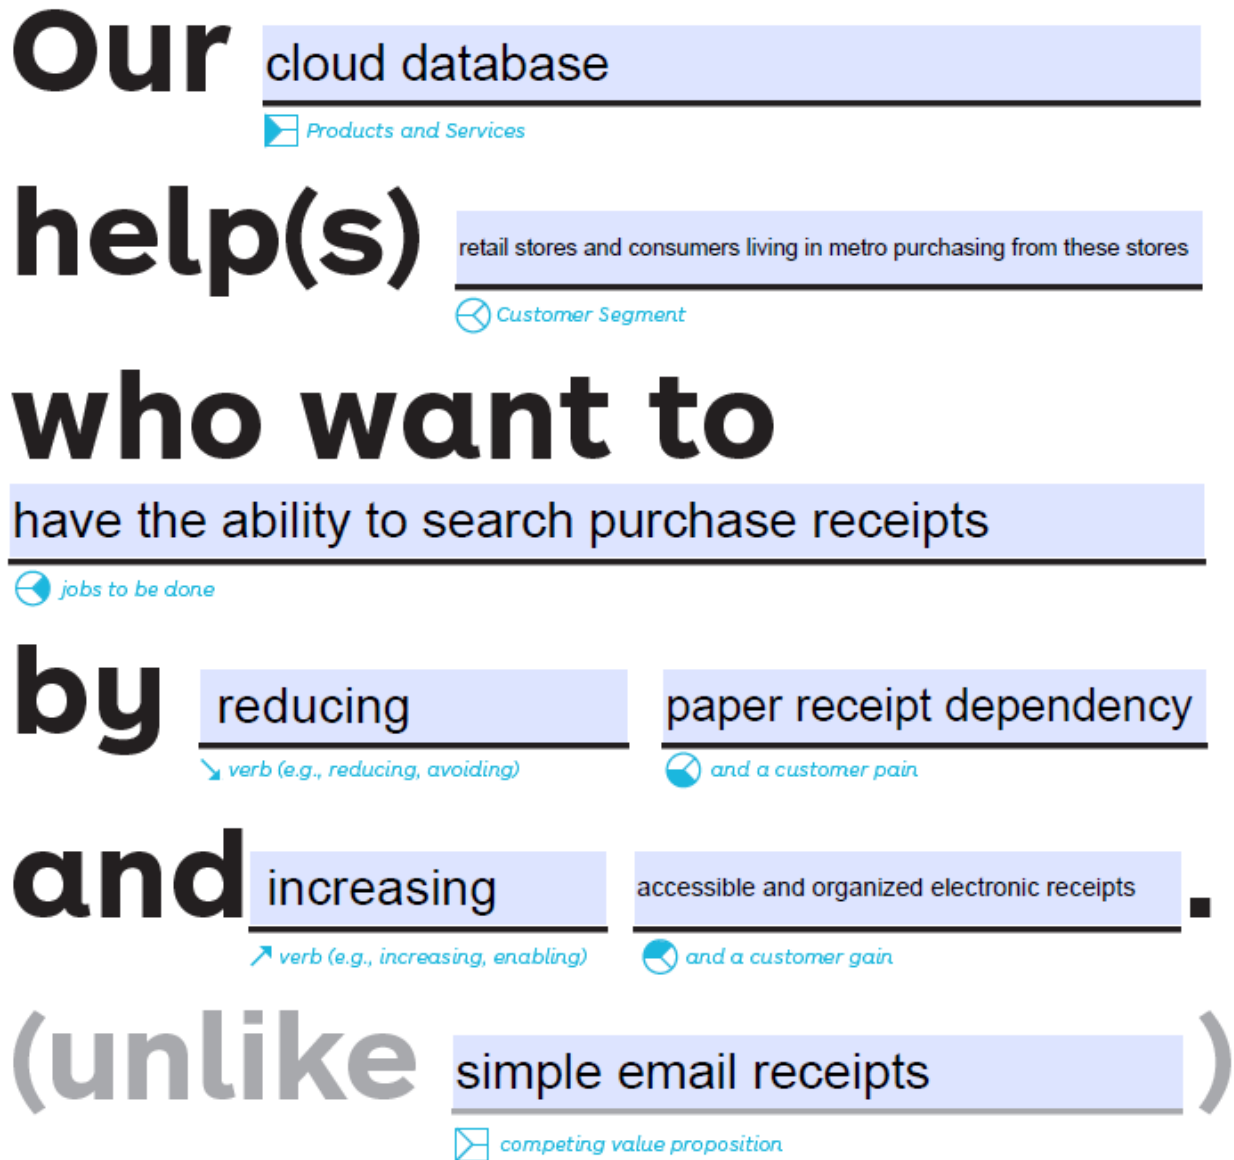 Our cloud database
Products and Services
help(s) retail stores and consumers living in metro purchasing from these stores
Customer Segment
who want to
have the ability to search purchase receipts
jobs to be done
by reducing paper receipt dependency
verb (e.g., reducing, avoiding) and a customer pain
and increasing accessible and organized electronic receipts .
verb (e.g., increasing, enabling) and a customer gain
(unlike simple email receipts )
competing value proposition